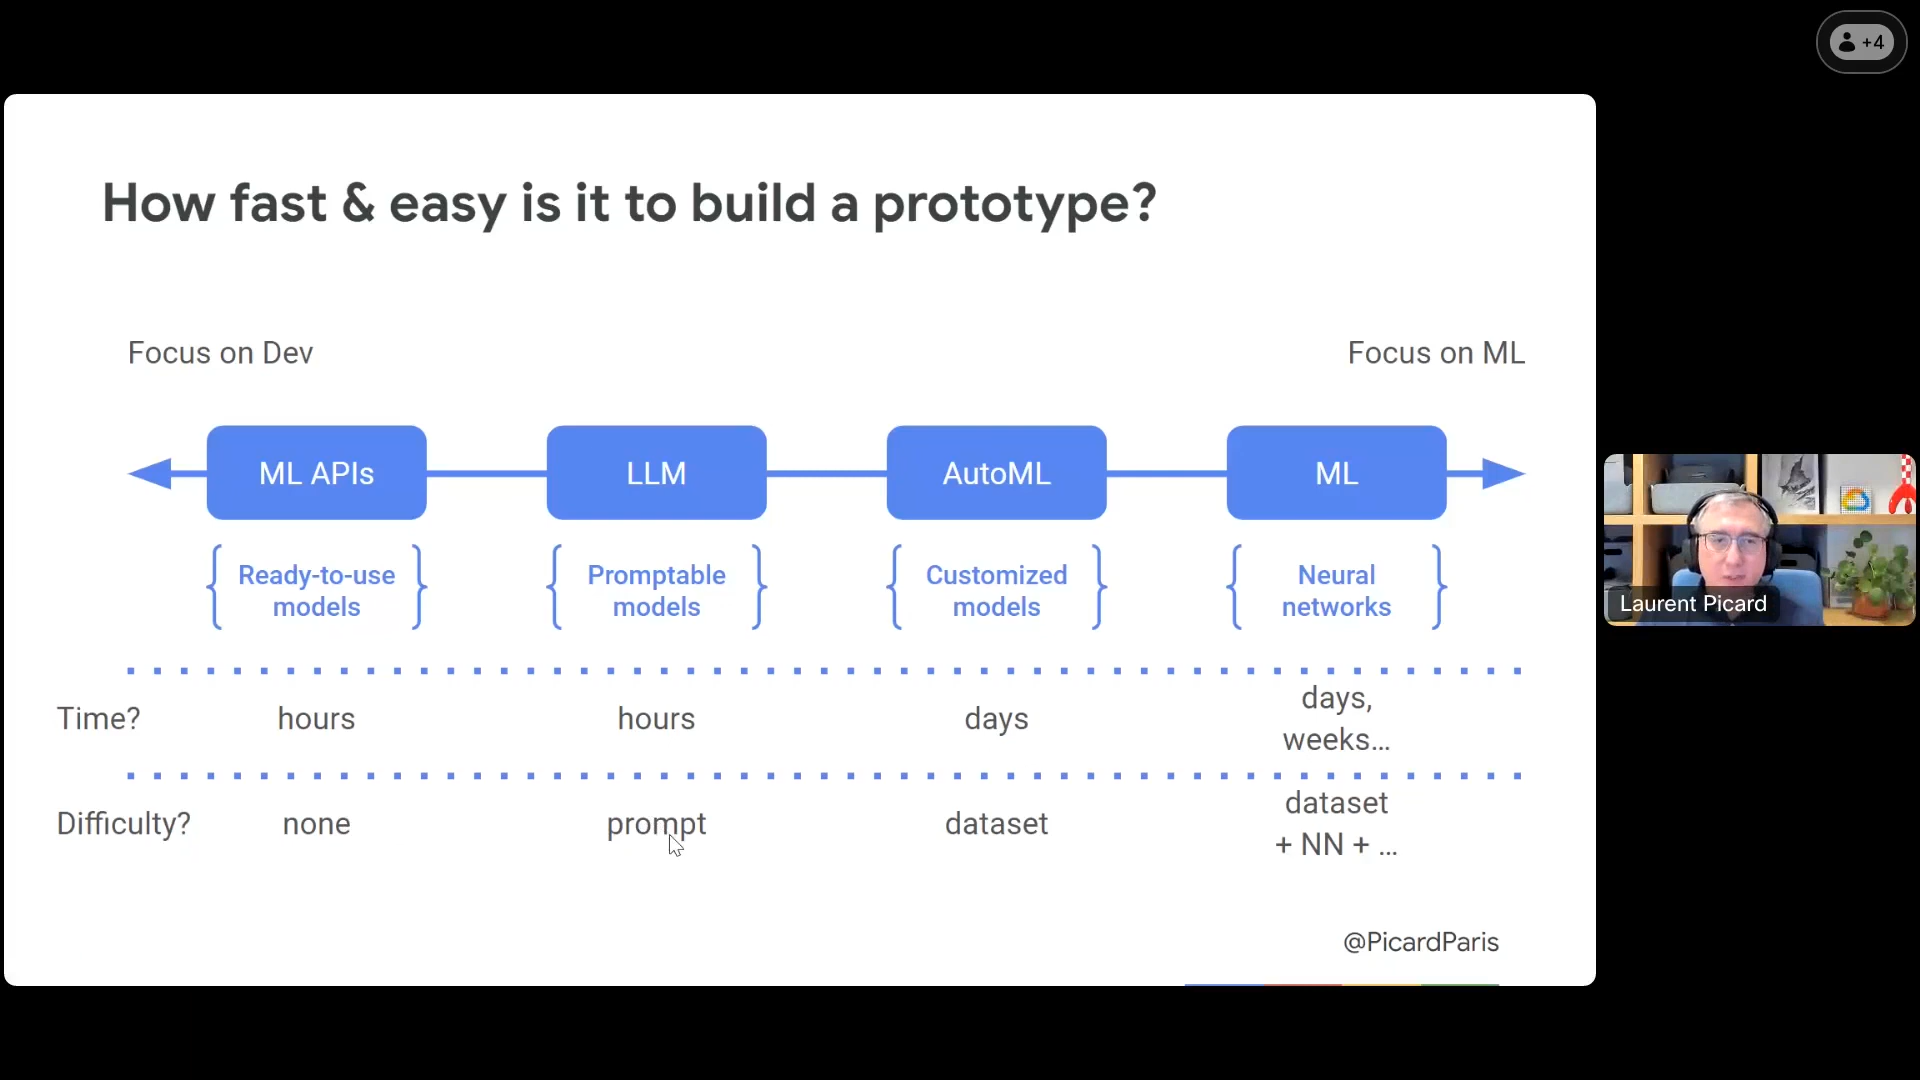 +4
How fast & easy is it to build a prototype?
Focus on Dev
Focus on ML
ML APIs
LLM
AutoML
ML
Ready-to-use
models
Promptable
models
Customized
models
Neural
networks
Time?
hours
hours
days
days,
weeks...
Difficulty?
none
prompt
dataset
dataset
+ NN + ...
@PicardParis
Laurent Picard